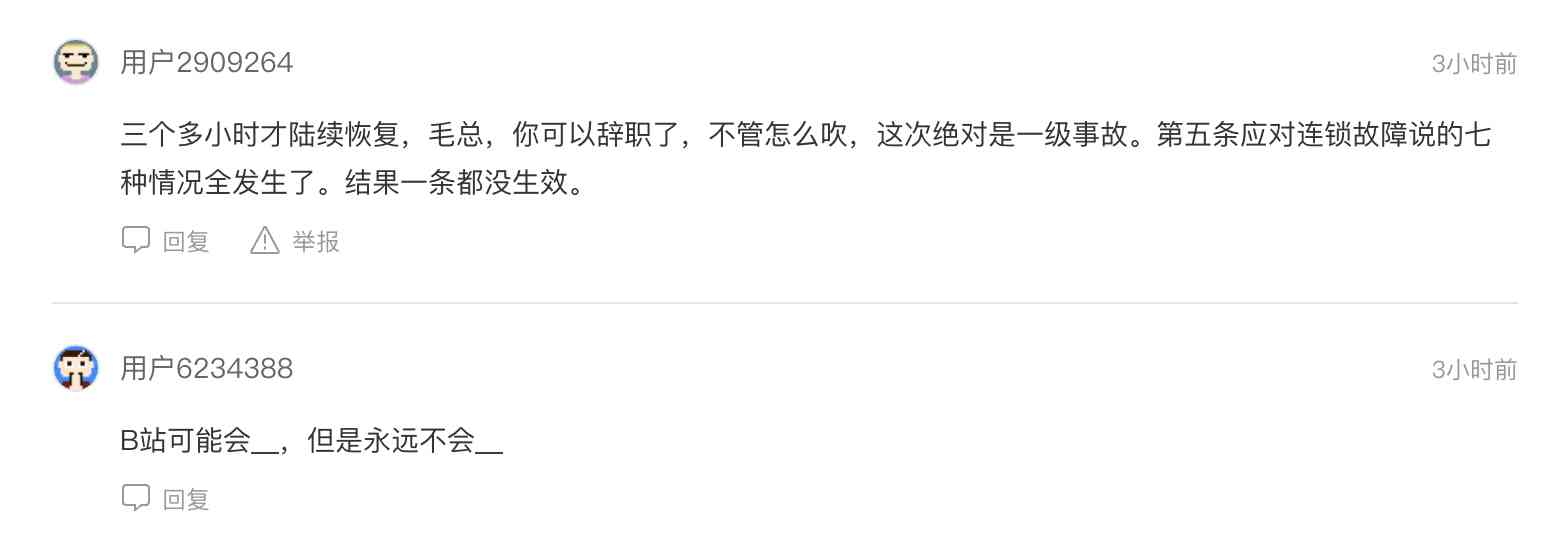 用户2909264
3小时前
三个多小时才陆续恢复，毛总，你可以辞职了，不管怎么吹，这次绝对是一级事故。第五条应对连锁故障说的七
种情况全发生了。结果一条都没生效。
回复 举报
用户6234388
3小时前
B站可能会__，但是永远不会__
回复